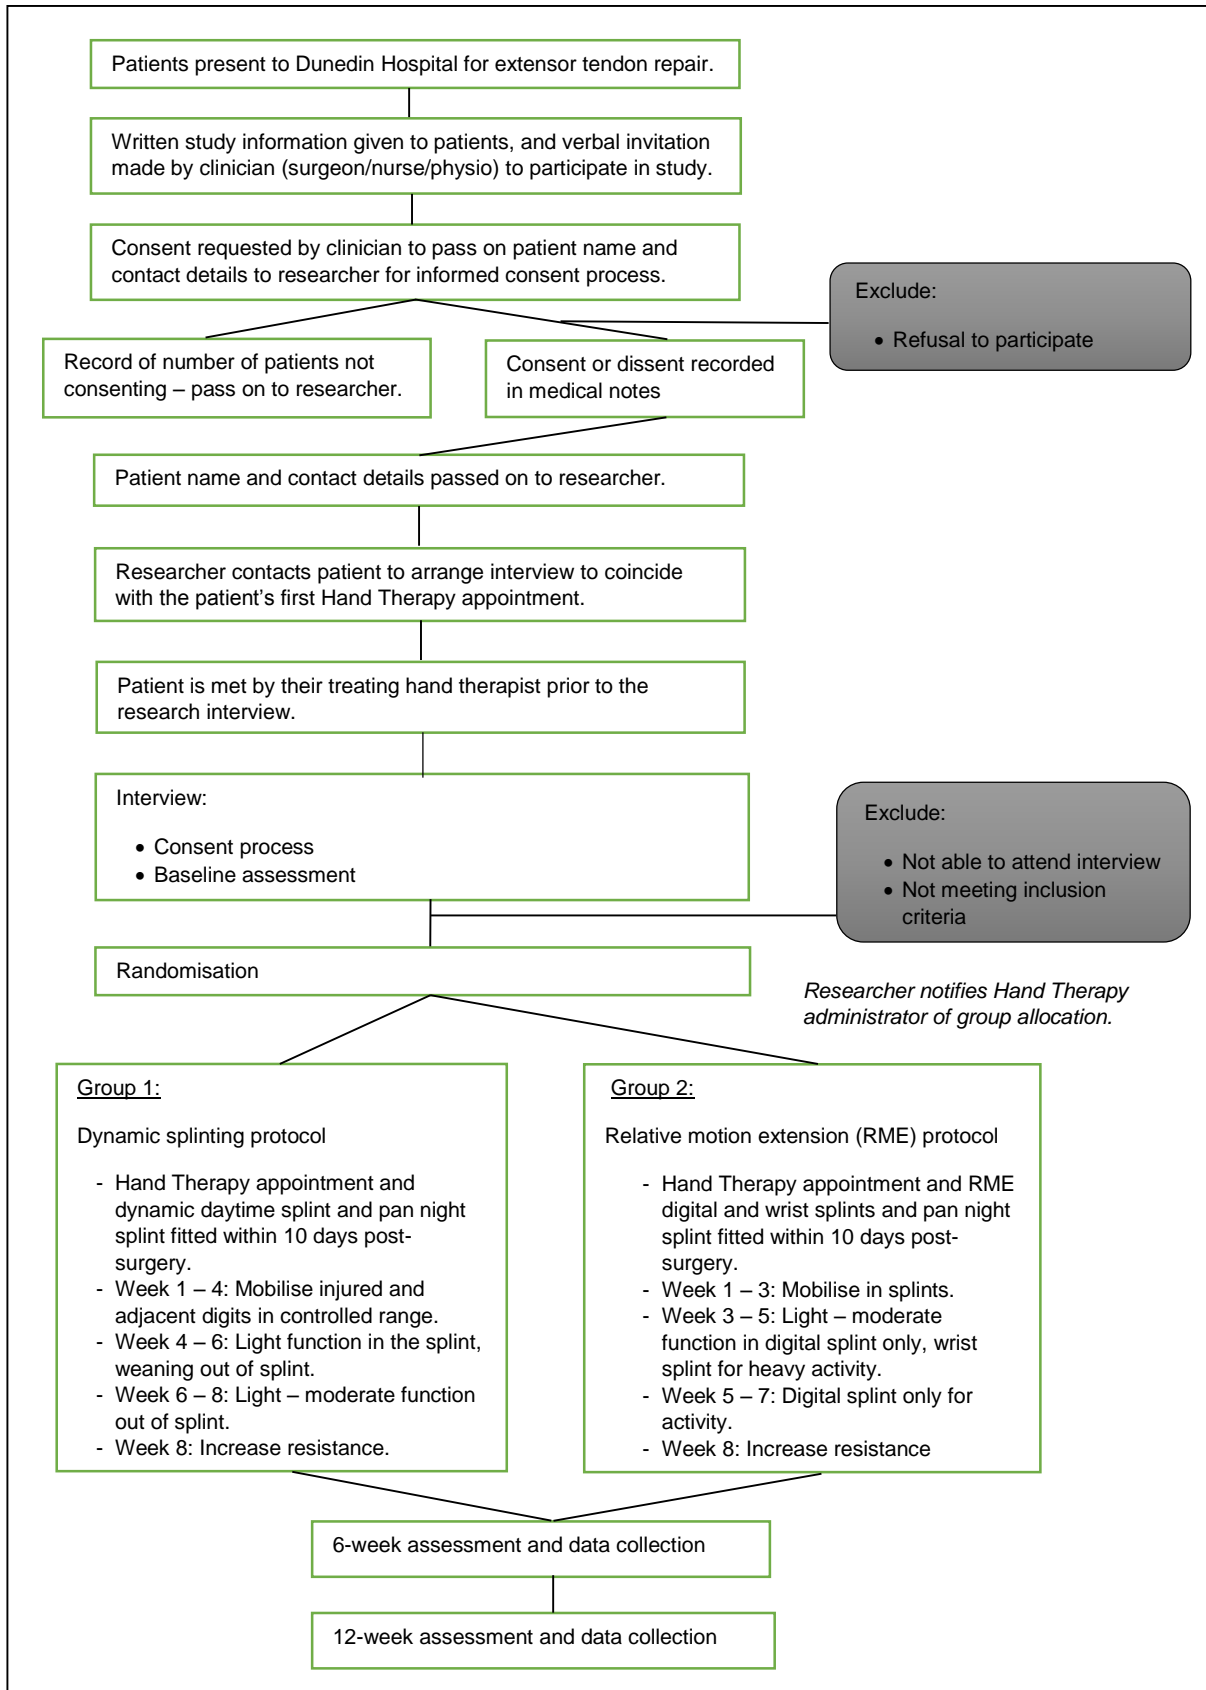 Patients present to Dunedin Hospital for extensor tendon repair.
Written study information given to patients, and verbal invitation
made by clinician (surgeon/nurse/physio) to participate in study.
Consent requested by clinician to pass on patient name and
contact details to researcher for informed consent process.
Exclude:
• Refusal to participate
Record of number of patients not
consenting – pass on to researcher.
Consent or dissent recorded
in medical notes
Patient name and contact details passed on to researcher.
Researcher contacts patient to arrange interview to coincide
with the patient’s first Hand Therapy appointment.
Patient is met by their treating hand therapist prior to the
research interview.
Interview:
• Consent process
• Baseline assessment
Exclude:
• Not able to attend interview
• Not meeting inclusion
criteria
Randomisation
Researcher notifies Hand Therapy
administrator of group allocation.
Group 1:
Dynamic splinting protocol
- Hand Therapy appointment and
dynamic daytime splint and pan night
splint fitted within 10 days post-
surgery.
- Week 1 – 4: Mobilise injured and
adjacent digits in controlled range.
- Week 4 – 6: Light function in the splint,
weaning out of splint.
- Week 6 – 8: Light – moderate function
out of splint.
- Week 8: Increase resistance.
Group 2:
Relative motion extension (RME) protocol
- Hand Therapy appointment and RME
digital and wrist splints and pan night
splint fitted within 10 days post-
surgery.
- Week 1 – 3: Mobilise in splints.
- Week 3 – 5: Light – moderate
function in digital splint only, wrist
splint for heavy activity.
- Week 5 – 7: Digital splint only for
activity.
- Week 8: Increase resistance
6-week assessment and data collection
12-week assessment and data collection